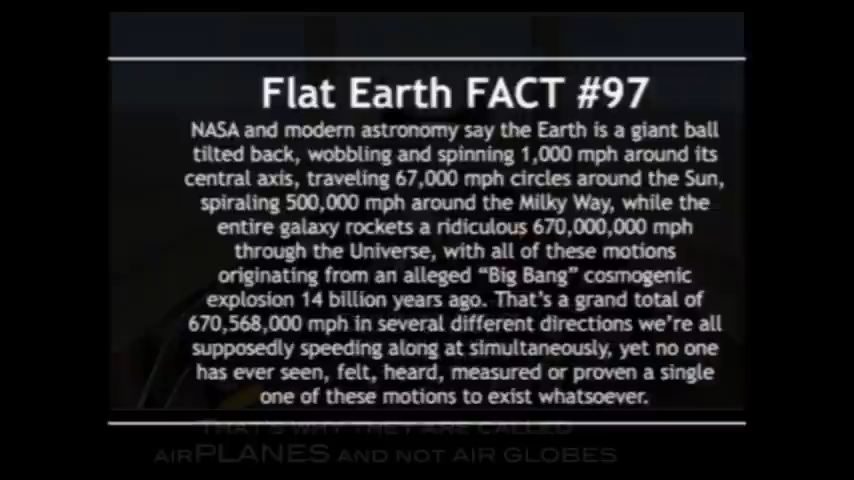 Flat Earth FACT #97
NASA and modern astronomy say the Earth is a giant ball
tilted back, wobbling and spinning 1,000 mph around its
central axis, traveling 67,000 mph circles around the Sun,
spiraling 500,000 mph around the Milky Way, while the
entire galaxy rockets a ridiculous 670,000,000 mph
through the Universe, with all of these motions
originating from an alleged “Big Bang” cosmogenic
explosion 14 billion years ago. That’s a grand total of
670,568,000 mph in several different directions we’re all
supposedly speeding along at simultaneously, yet no one
has ever seen, felt, heard, measured or proven a single
one of these motions to exist whatsoever.
THAT'S WHY THEY ARE CALLED
AIRPLANES AND NOT AIR GLOBES